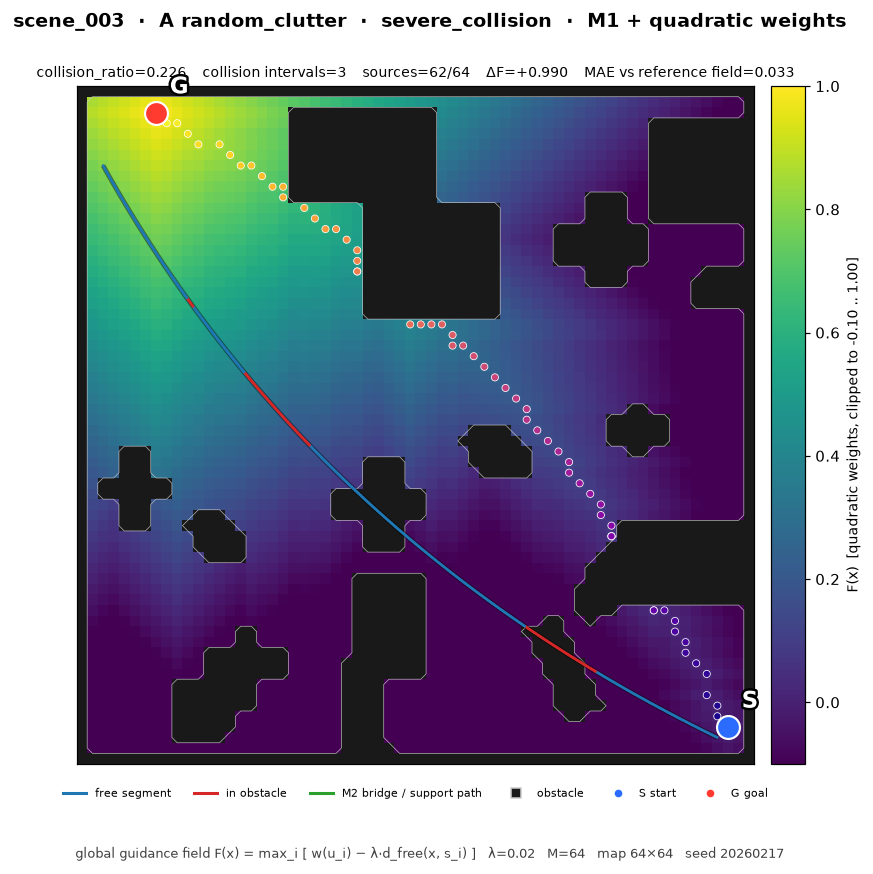 scene_003 · A random_clutter · severe_collision · M1 + quadratic weights
collision_ratio=0.226 collision intervals=3 sources=62/64 ΔF=+0.990 MAE vs reference field=0.033
G
S
1.0
0.8
0.6
0.4
0.2
0.0
F(x) [quadratic weights, clipped to -0.10 .. 1.00]
free segment
in obstacle
M2 bridge / support path
obstacle
S start
G goal
global guidance field F(x) = max_i [ w(u_i) − λ·d_free(x, s_i) ] λ=0.02 M=64 map 64×64 seed 20260217